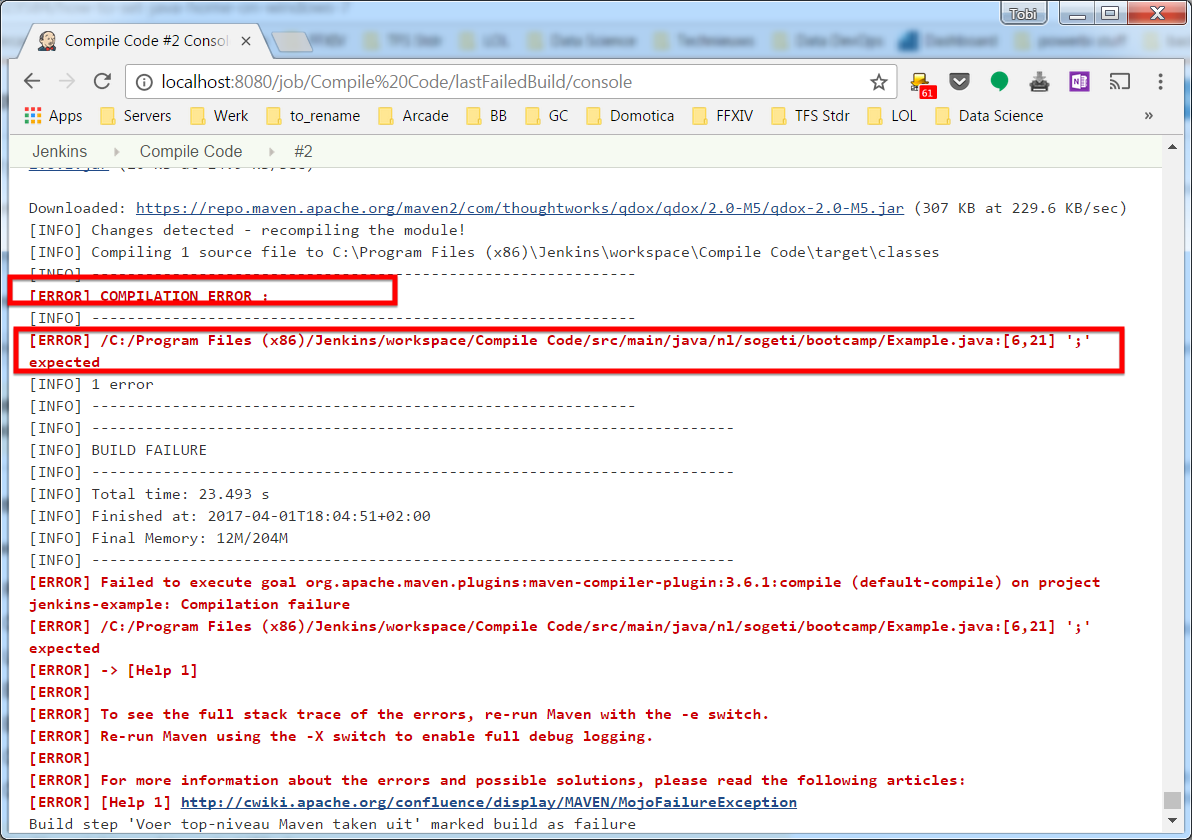 Tobi
Compile Code #2 Consol
localhost:8080/job/Compile%20Code/lastFailedBuild/console
61
Apps Servers Werk to_rename Arcade BB GC Domotica FFXIV TFS Stdr LOL Data Science »
Jenkins Compile Code #2
Downloaded: https://repo.maven.apache.org/maven2/com/thoughtworks/qdox/qdox/2.0-M5/qdox-2.0-M5.jar (307 KB at 229.6 KB/sec)
[INFO] Changes detected - recompiling the module!
[INFO] Compiling 1 source file to C:\Program Files (x86)\Jenkins\workspace\Compile Code\target\classes
[INFO] -------------------------------------------------------------
[ERROR] COMPILATION ERROR :
[INFO] -------------------------------------------------------------
[ERROR] /C:/Program Files (x86)/Jenkins/workspace/Compile Code/src/main/java/nl/sogeti/bootcamp/Example.java:[6,21] ';'
expected
[INFO] 1 error
[INFO] -------------------------------------------------------------
[INFO] ------------------------------------------------------------------------
[INFO] BUILD FAILURE
[INFO] ------------------------------------------------------------------------
[INFO] Total time: 23.493 s
[INFO] Finished at: 2017-04-01T18:04:51+02:00
[INFO] Final Memory: 12M/204M
[INFO] ------------------------------------------------------------------------
[ERROR] Failed to execute goal org.apache.maven.plugins:maven-compiler-plugin:3.6.1:compile (default-compile) on project
jenkins-example: Compilation failure
[ERROR] /C:/Program Files (x86)/Jenkins/workspace/Compile Code/src/main/java/nl/sogeti/bootcamp/Example.java:[6,21] ';'
expected
[ERROR] -> [Help 1]
[ERROR]
[ERROR] To see the full stack trace of the errors, re-run Maven with the -e switch.
[ERROR] Re-run Maven using the -X switch to enable full debug logging.
[ERROR]
[ERROR] For more information about the errors and possible solutions, please read the following articles:
[ERROR] [Help 1] http://cwiki.apache.org/confluence/display/MAVEN/MojoFailureException
Build step 'Voer top-niveau Maven taken uit' marked build as failure